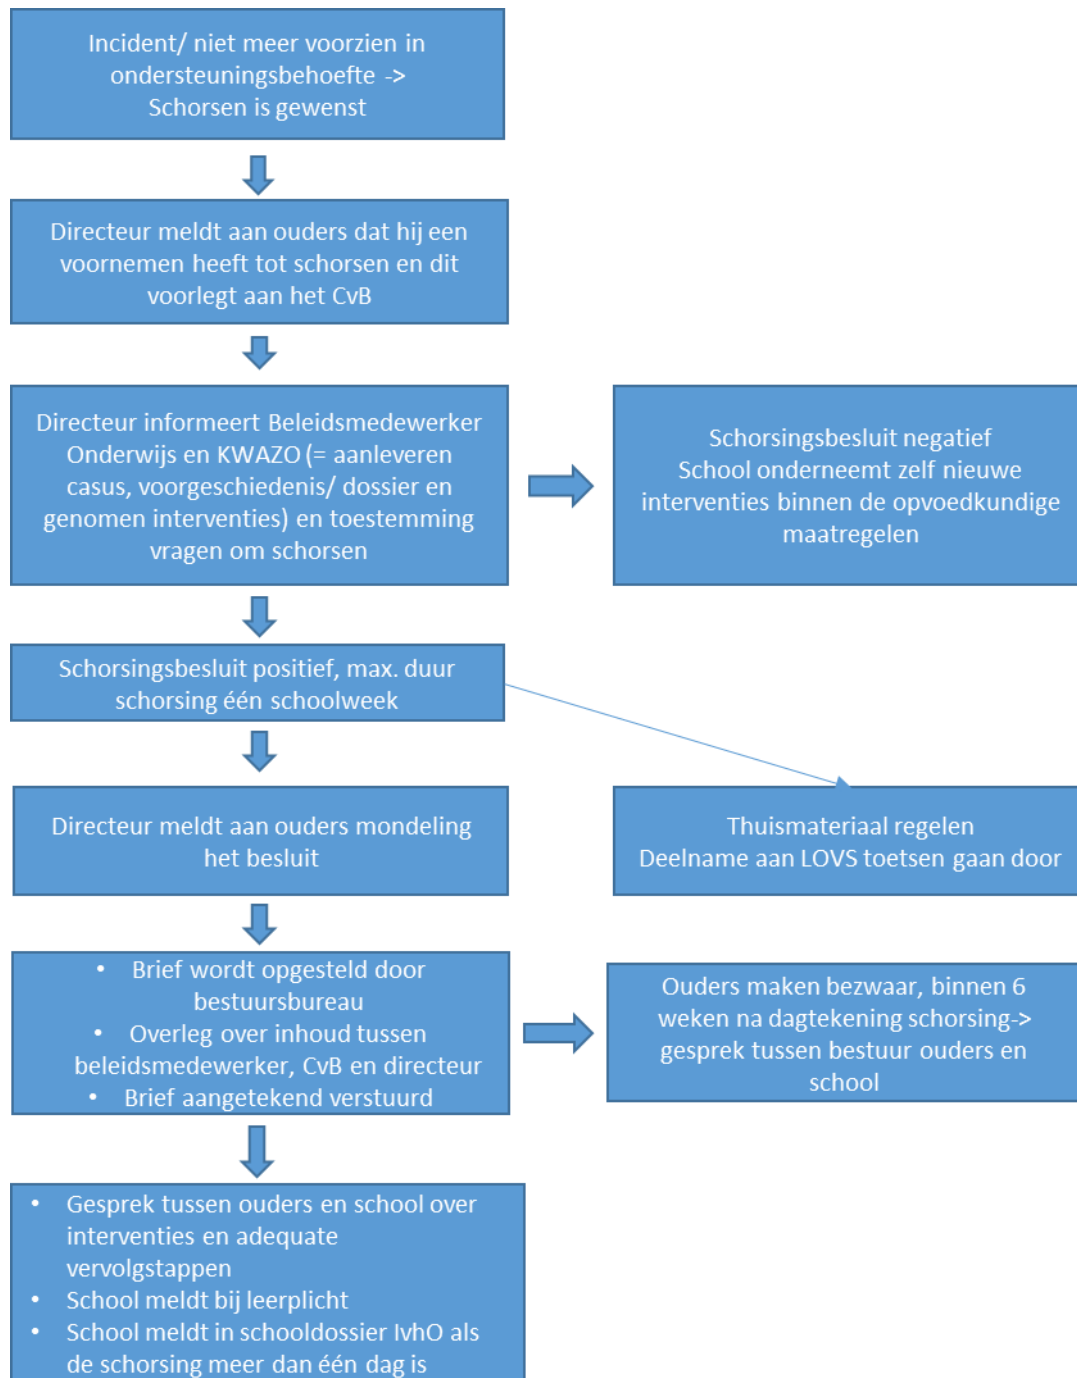 Incident/ niet meer voorzien in
ondersteuningsbehoefte ->
Schorsen is gewenst
Directeur meldt aan ouders dat hij een
voornemen heeft tot schorsen en dit
voorlegt aan het CvB
Directeur informeert Beleidsmedewerker
Onderwijs en KWAZO (= aanleveren
casus, voorgeschiedenis/ dossier en
genomen interventies) en toestemming
vragen om schorsen
Schorsingsbesluit negatief
School onderneemt zelf nieuwe
interventies binnen de opvoedkundige
maatregelen
Schorsingsbesluit positief, max. duur
schorsing één schoolweek
Directeur meldt aan ouders mondeling
het besluit
Thuismateriaal regelen
Deelname aan LOVS toetsen gaan door
• Brief wordt opgesteld door
bestuursbureau
• Overleg over inhoud tussen
beleidsmedewerker, CvB en directeur
• Brief aangetekend verstuurd
Ouders maken bezwaar, binnen 6
weken na dagtekening schorsing->
gesprek tussen bestuur ouders en
school
• Gesprek tussen ouders en school over
interventies en adequate
vervolgstappen
• School meldt bij leerplicht
• School meldt in schooldossier IvhO als
de schorsing meer dan één dag is